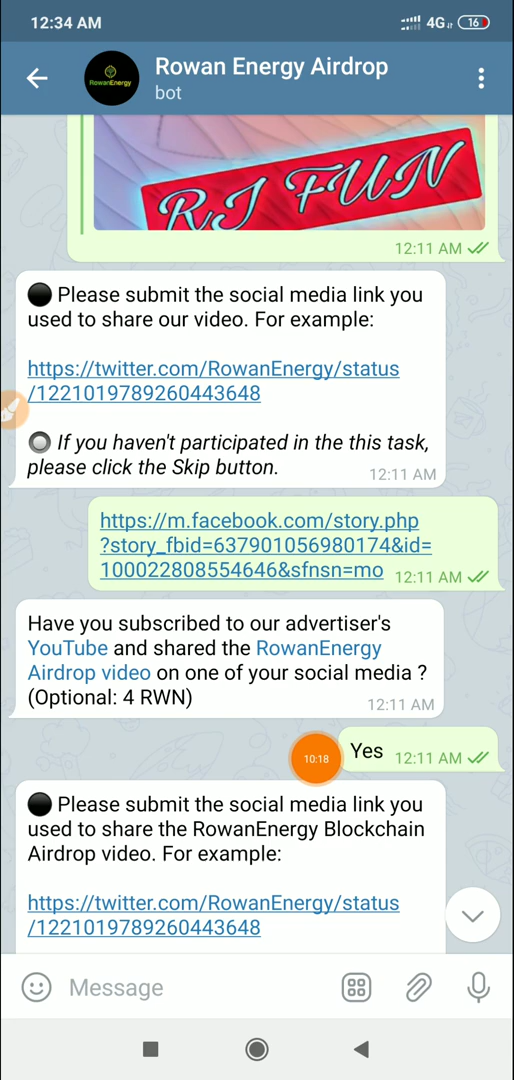 12:34 AM
4G 16
Rowan Energy Airdrop
bot
RowanEnergy
RJ FUN
12:11 AM
Please submit the social media link you
used to share our video. For example:
https://twitter.com/RowanEnergy/status
/1221019789260443648
If you haven't participated in the this task,
please click the Skip button.
12:11 AM
https://m.facebook.com/story.php
?story_fbid=637901056980174&id=
100022808554646&sfnsn=mo
12:11 AM
Have you subscribed to our advertiser's
YouTube and shared the RowanEnergy
Airdrop video on one of your social media ?
(Optional: 4 RWN)
12:11 AM
10:18
Yes
12:11 AM
Please submit the social media link you
used to share the RowanEnergy Blockchain
Airdrop video. For example:
https://twitter.com/RowanEnergy/status
/1221019789260443648
Message